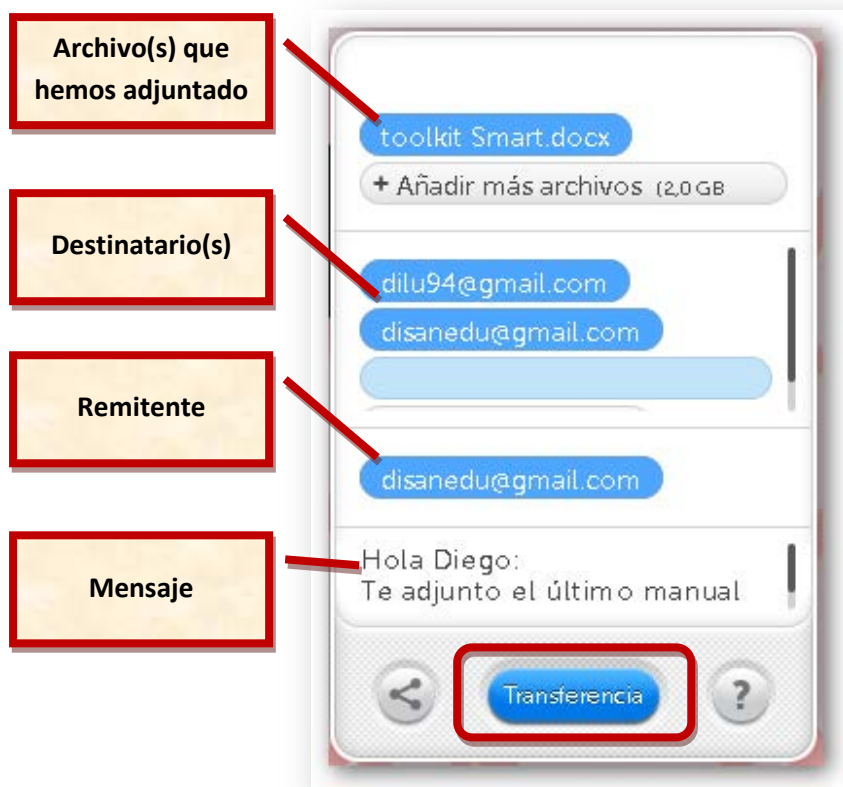 Archivo(s) que
hemos adjuntado
toolkit Smart.docx
+ Añadir más archivos (2,0 GB
Destinatario(s)
dilu94@gmail.com
disanedu@gmail.com
Remitente
disanedu@gmail.com
Mensaje
Hola Diego:
Te adjunto el último manual
Transferencia
?